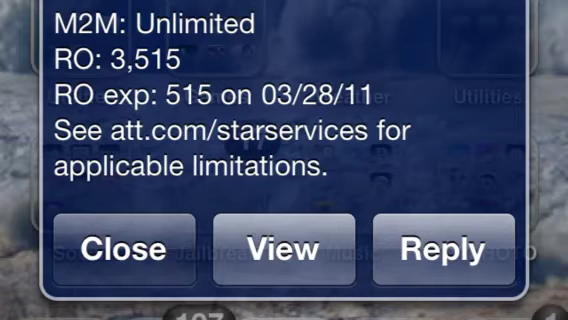 M2M: Unlimited
RO: 3,515
RO exp: 515 on 03/28/11
See att.com/starservices for
applicable limitations.
Utilities
Close
View
Reply